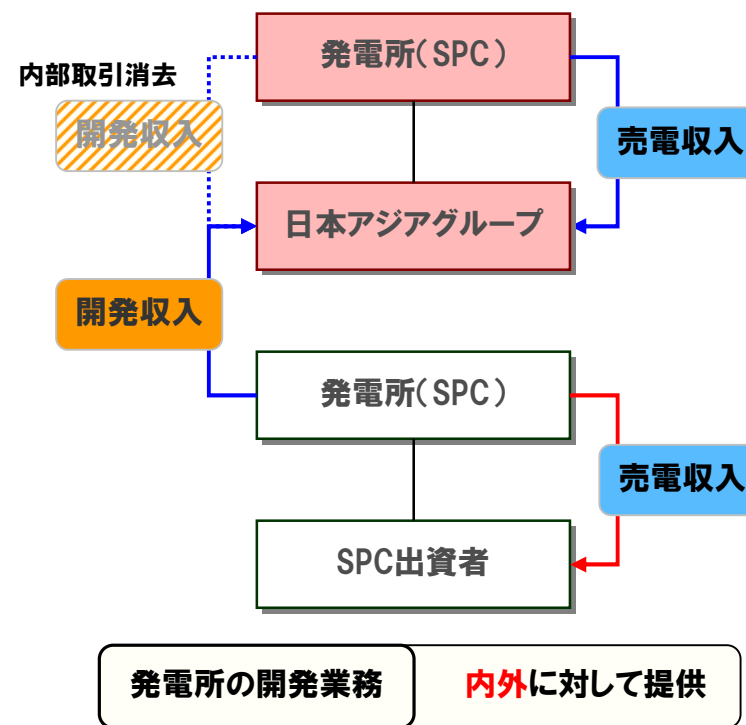 発電所(SPC)
内部取引消去
開発収入
売電収入
日本アジアグループ
開発収入
発電所(SPC)
売電収入
SPC出資者
発電所の開発業務
内外に対して提供